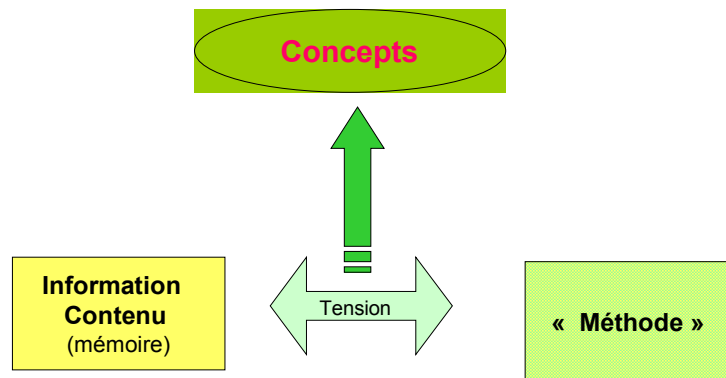 Concepts
Information
Contenu
(mémoire)
Tension
« Méthode »